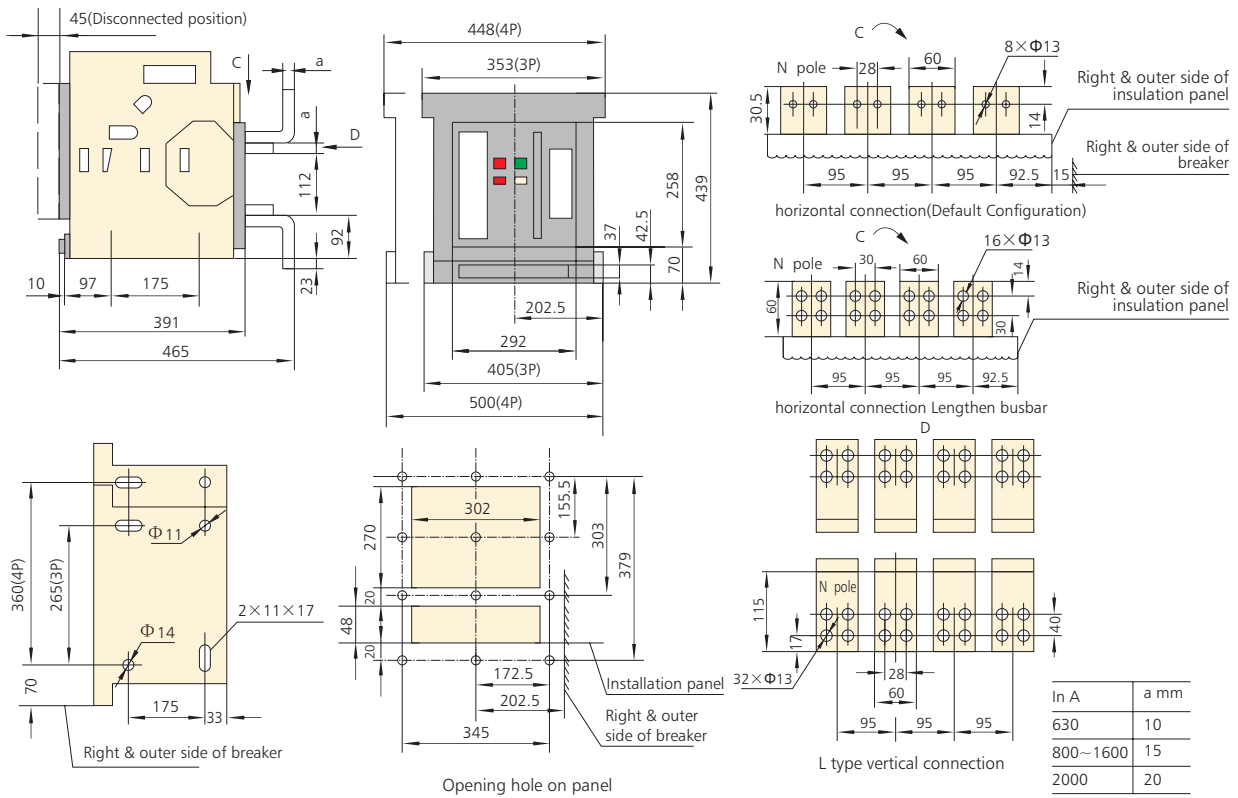 45(Disconnected position)
C
a
a
D
112
92
23
10
97
175
391
465
448(4P)
353(3P)
258
439
37
42.5
70
202.5
292
405(3P)
500(4P)
C
N pole
28
60
8×Φ13
30.5
14
Right & outer side of
insulation panel
Right & outer side of
breaker
95
95
95
92.5
15
horizontal connection(Default Configuration)
C
N pole
30
60
16×Φ13
14
60
30
Right & outer side of
insulation panel
95
95
95
92.5
horizontal connection Lengthen busbar
360(4P)
265(3P)
Φ11
2×11×17
Φ14
70
175
33
Right & outer side of breaker
302
270
20
48
20
155.5
303
379
172.5
202.5
345
Installation panel
Right & outer
side of breaker
Opening hole on panel
D
N pole
115
17
40
32×Φ13
28
60
95
95
95
L type vertical connection
In A a mm
630 10
800~1600 15
2000 20